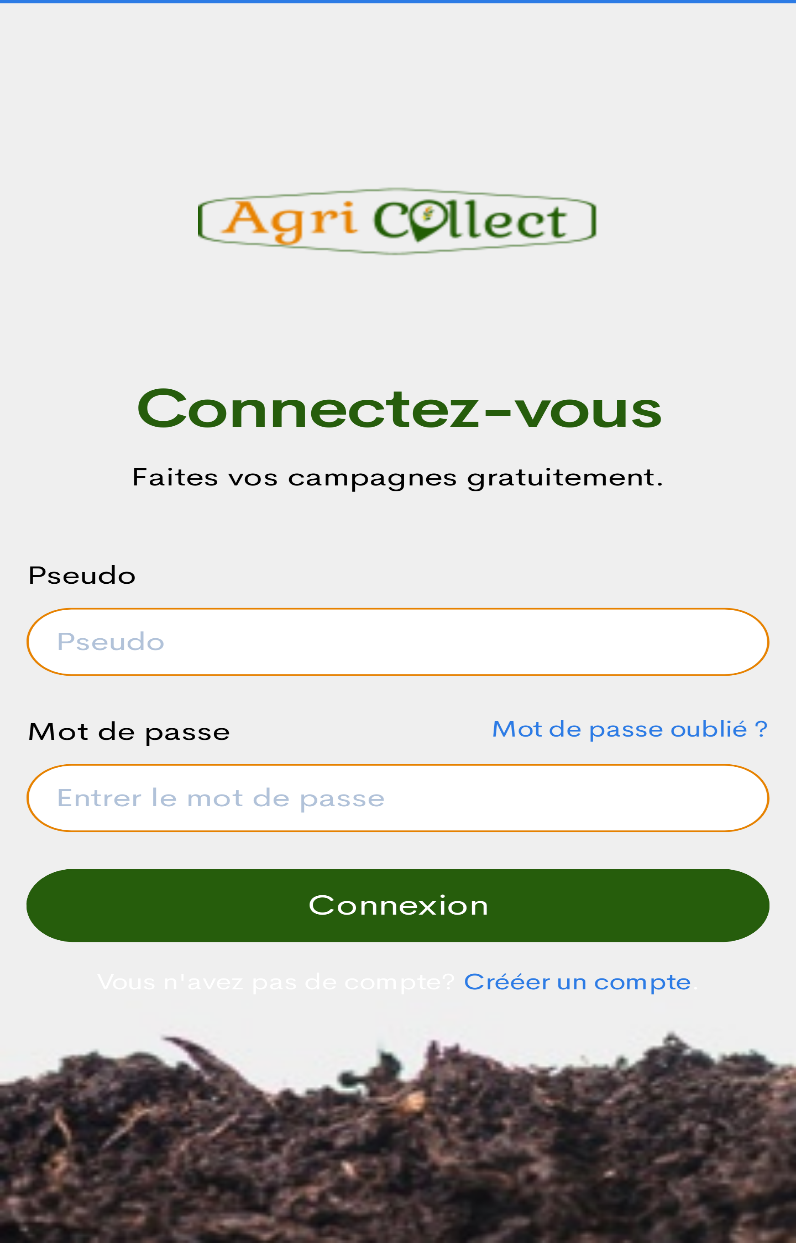 Agri Collect
Connectez-vous
Faites vos campagnes gratuitement.
Pseudo
Pseudo
Mot de passe
Mot de passe oublié ?
Entrer le mot de passe
Connexion
Vous n'avez pas de compte? Crééer un compte.